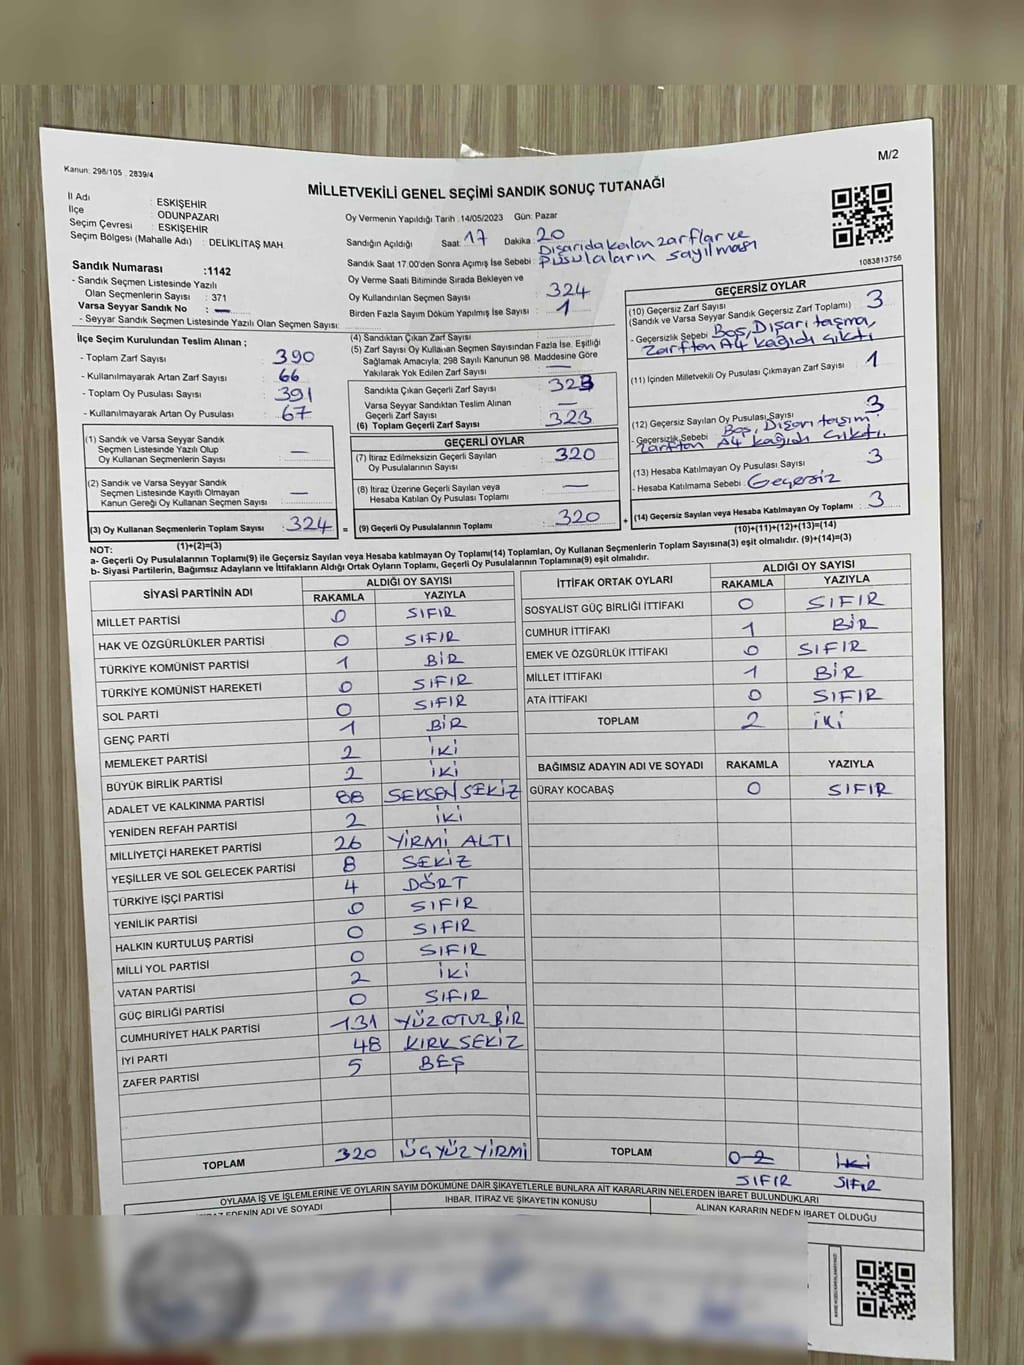 Kanun: 298/105 2839/4
M/2
MİLLETVEKİLİ GENEL SEÇİMİ SANDIK SONUÇ TUTANAĞI
İl Adı : ESKİŞEHİR
İlçe : ODUNPAZARI
Seçim Çevresi : ESKİŞEHİR
Seçim Bölgesi (Mahalle Adı) : DELİKLİTAŞ MAH.
Sandık Numarası :1142
- Sandık Seçmen Listesinde Yazılı
Olan Seçmenlerin Sayısı : 371
Varsa Seyyar Sandık No : —
- Seyyar Sandık Seçmen Listesinde Yazılı Olan Seçmen Sayısı:
Oy Vermenin Yapıldığı Tarih :14/05/2023 Gün: Pazar
Sandığın Açıldığı Saat: 17 Dakika: 20
Sandık Saat 17.00'den Sonra Açılmış İse Sebebi : Dışarıda kalan zarflar ve
Pusulaların sayılması
Oy Verme Saati Bitiminde Sırada Bekleyen ve
Oy Kullandırılan Seçmen Sayısı : 324
Birden Fazla Sayım Döküm Yapılmış İse Sayısı : 1
1083813756
İlçe Seçim Kurulundan Teslim Alınan ;
- Toplam Zarf Sayısı : 390
- Kullanılmayarak Artan Zarf Sayısı : 66
- Toplam Oy Pusulası Sayısı : 391
- Kullanılmayarak Artan Oy Pusulası : 67
(1) Sandık ve Varsa Seyyar Sandık
Seçmen Listesinde Yazılı Olup
Oy Kullanan Seçmenlerin Sayısı : —
(2) Sandık ve Varsa Seyyar Sandık
Seçmen Listesinde Kayıtlı Olmayan
Kanun Gereği Oy Kullanan Seçmen Sayısı : —
(3) Oy Kullanan Seçmenlerin Toplam Sayısı : 324 =
(1)+(2)=(3)
(4) Sandıktan Çıkan Zarf Sayısı
(5) Zarf Sayısı Oy Kullanan Seçmen Sayısından Fazla İse, Eşitliği
Sağlamak Amacıyla, 298 Sayılı Kanunun 98. Maddesine Göre
Yakılarak Yok Edilen Zarf Sayısı : —
Sandıkta Çıkan Geçerli Zarf Sayısı : 323
Varsa Seyyar Sandıktan Teslim Alınan
Geçerli Zarf Sayısı : —
(6) Toplam Geçerli Zarf Sayısı : 323
GEÇERLİ OYLAR
(7) İtiraz Edilmeksizin Geçerli Sayılan
Oy Pusulalarının Sayısı : 320
(8) İtiraz Üzerine Geçerli Sayılan veya
Hesaba Katılan Oy Pusulası Toplamı : —
(9) Geçerli Oy Pusulalarının Toplamı : 320 +
GEÇERSİZ OYLAR
(10) Geçersiz Zarf Sayısı
(Sandık ve Varsa Seyyar Sandık Geçersiz Zarf Toplamı) : 3
- Geçersizlik Sebebi : Boş, Dışarı taşma,
Zarftan A4 kağıdı çıktı
(11) İçinden Milletvekili Oy Pusulası Çıkmayan Zarf Sayısı : 1
(12) Geçersiz Sayılan Oy Pusulası Sayısı : 3
- Geçersizlik Sebebi Boş, Dışarı taşım
Zarftan A4 kağıdı çıktı.
(13) Hesaba Katılmayan Oy Pusulası Sayısı : 3
- Hesaba Katılmama Sebebi : Geçersiz
(14) Geçersiz Sayılan veya Hesaba Katılmayan Oy Toplamı : 3
(10)+(11)+(12)+(13)=(14)
NOT:
a- Geçerli Oy Pusulalarının Toplamı(9) ile Geçersiz Sayılan veya Hesaba katılmayan Oy Toplamı(14) Toplamları, Oy Kullanan Seçmenlerin Toplam Sayısına(3) eşit olmalıdır. (9)+(14)=(3)
b- Siyasi Partilerin, Bağımsız Adayların ve İttifakların Aldığı Ortak Oyların Toplamı, Geçerli Oy Pusulalarının Toplamına(9) eşit olmalıdır.
SİYASİ PARTİNİN ADI ALDIĞI OY SAYISI
RAKAMLA YAZIYLA
MİLLET PARTİSİ 0 SIFIR
HAK VE ÖZGÜRLÜKLER PARTİSİ 0 SIFIR
TÜRKİYE KOMÜNİST PARTİSİ 1 BİR
TÜRKİYE KOMÜNİST HAREKETİ 0 SIFIR
SOL PARTİ 0 SIFIR
GENÇ PARTİ 1 BİR
MEMLEKET PARTİSİ 2 İKİ
BÜYÜK BİRLİK PARTİSİ 2 İKİ
ADALET VE KALKINMA PARTİSİ 88 SEKSEN SEKİZ
YENİDEN REFAH PARTİSİ 2 İKİ
MİLLİYETÇİ HAREKET PARTİSİ 26 YİRMİ ALTI
YEŞİLLER VE SOL GELECEK PARTİSİ 8 SEKİZ
TÜRKİYE İŞÇİ PARTİSİ 4 DÖRT
YENİLİK PARTİSİ 0 SIFIR
HALKIN KURTULUŞ PARTİSİ 0 SIFIR
MİLLİ YOL PARTİSİ 0 SIFIR
VATAN PARTİSİ 2 İKİ
GÜÇ BİRLİĞİ PARTİSİ 0 SIFIR
CUMHURİYET HALK PARTİSİ 131 YÜZ OTUZ BİR
İYİ PARTİ 48 KIRK SEKİZ
ZAFER PARTİSİ 5 BEŞ
TOPLAM 320 ÜÇ YÜZ YİRMİ
İTTİFAK ORTAK OYLARI ALDIĞI OY SAYISI
RAKAMLA YAZIYLA
SOSYALİST GÜÇ BİRLİĞİ İTTİFAKI 0 SIFIR
CUMHUR İTTİFAKI 1 BİR
EMEK VE ÖZGÜRLÜK İTTİFAKI 0 SIFIR
MİLLET İTTİFAKI 1 BİR
ATA İTTİFAKI 0 SIFIR
TOPLAM 2 İKİ
BAĞIMSIZ ADAYIN ADI VE SOYADI RAKAMLA YAZIYLA
GÜRAY KOCABAŞ 0 SIFIR
TOPLAM 0 2 İKİ
SIFIR SIFIR
OYLAMA İŞ VE İŞLEMLERİNE VE OYLARIN SAYIM DÖKÜMÜNE DAİR ŞİKAYETLERLE BUNLARA AİT KARARLARIN NELERDEN İBARET BULUNDUKLARI
EDENİN ADI VE SOYADI İHBAR, İTİRAZ VE ŞİKAYETİN KONUSU ALINAN KARARIN NEDEN İBARET OLDUĞU